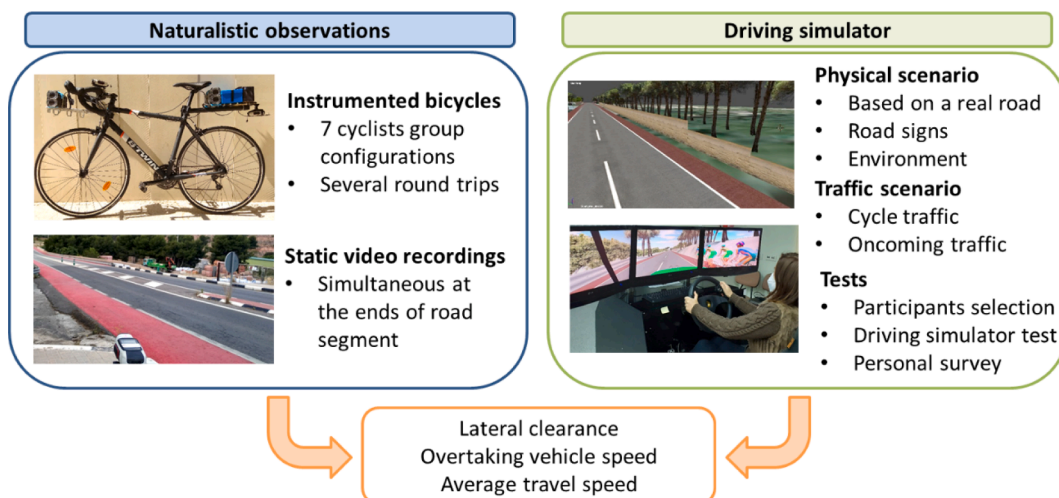 Naturalistic observations
Instrumented bicycles
• 7 cyclists group
configurations
• Several round trips
Static video recordings
• Simultaneous at
the ends of road
segment
Driving simulator
Physical scenario
• Based on a real road
• Road signs
• Environment
Traffic scenario
• Cycle traffic
• Oncoming traffic
Tests
• Participants selection
• Driving simulator test
• Personal survey
Lateral clearance
Overtaking vehicle speed
Average travel speed